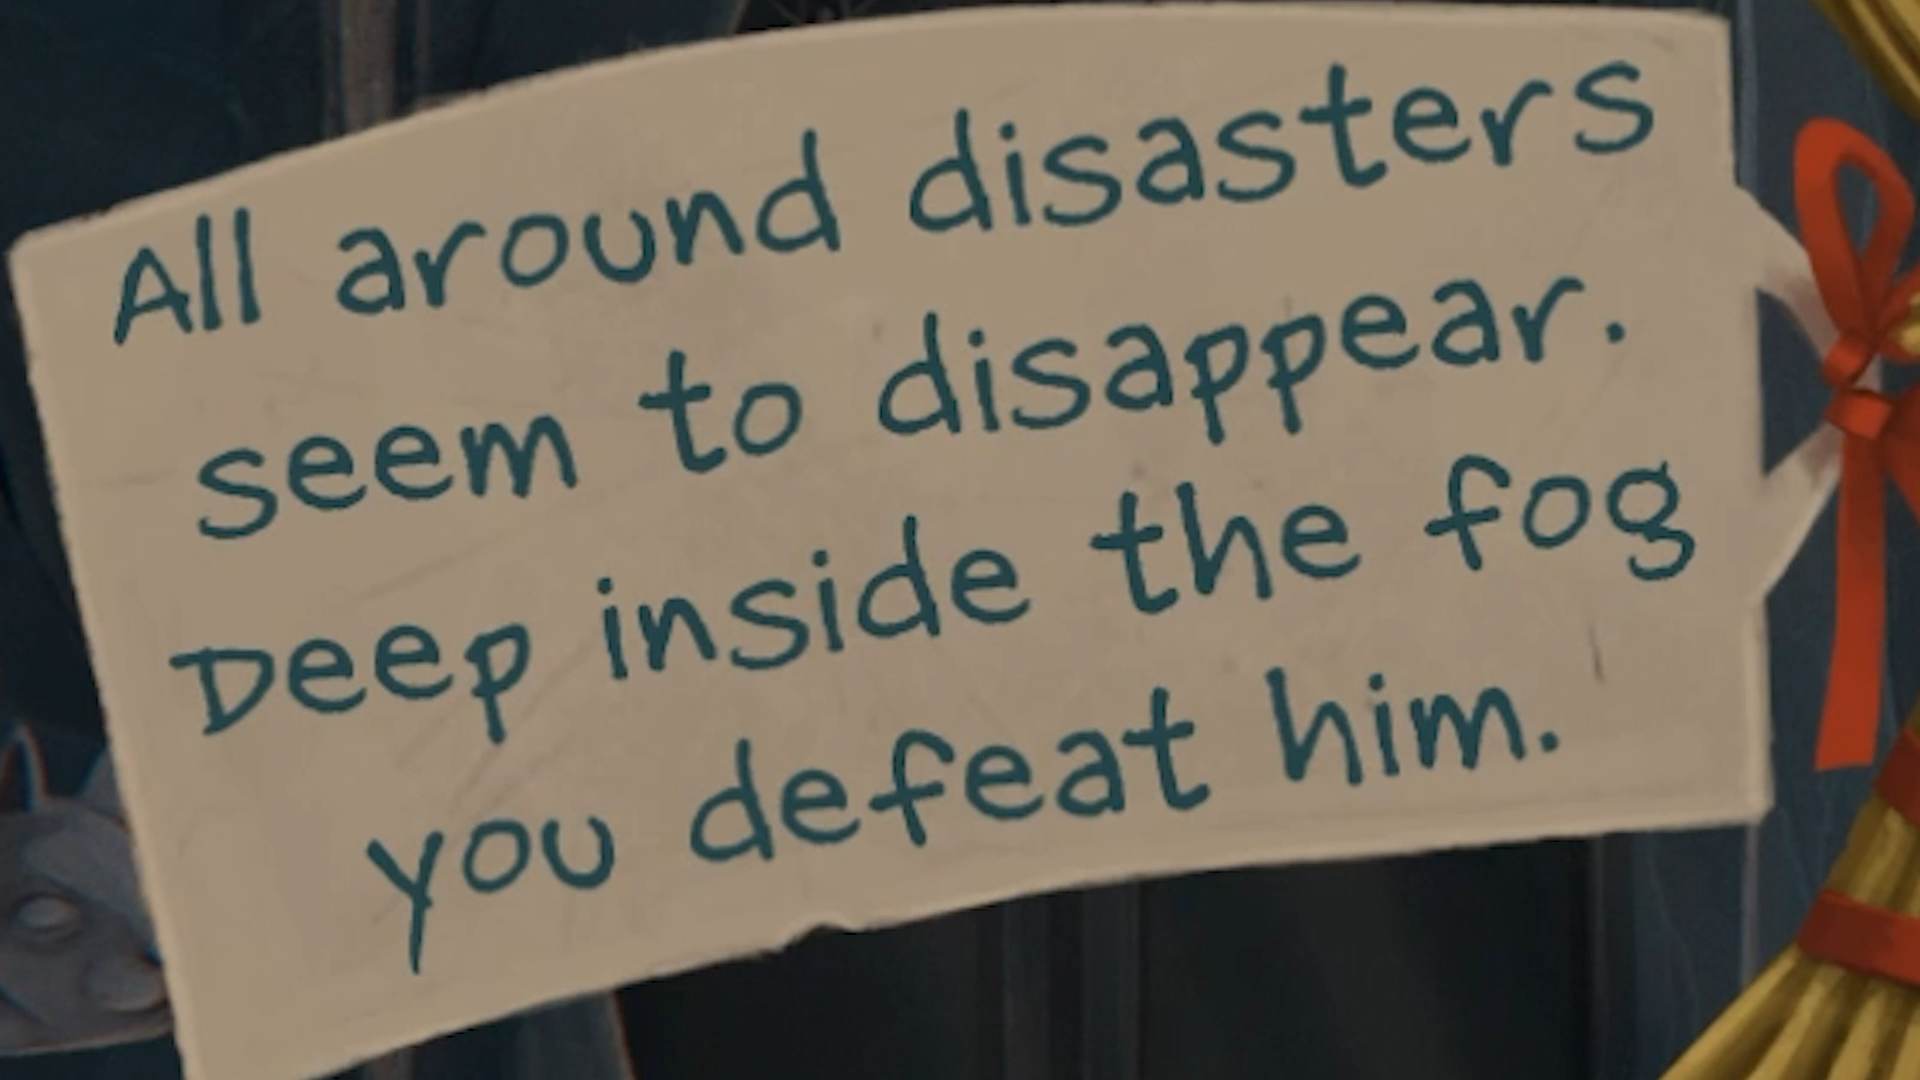 All around disasters
seem to disappear.
Deep inside the fog
you defeat him.